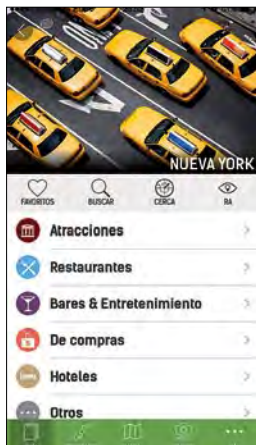 NUEVA YORK
FAVORITOS BUSCAR CERCA RA
Atracciones
Restaurantes
Bares & Entretenimiento
De compras
Hoteles
Otros